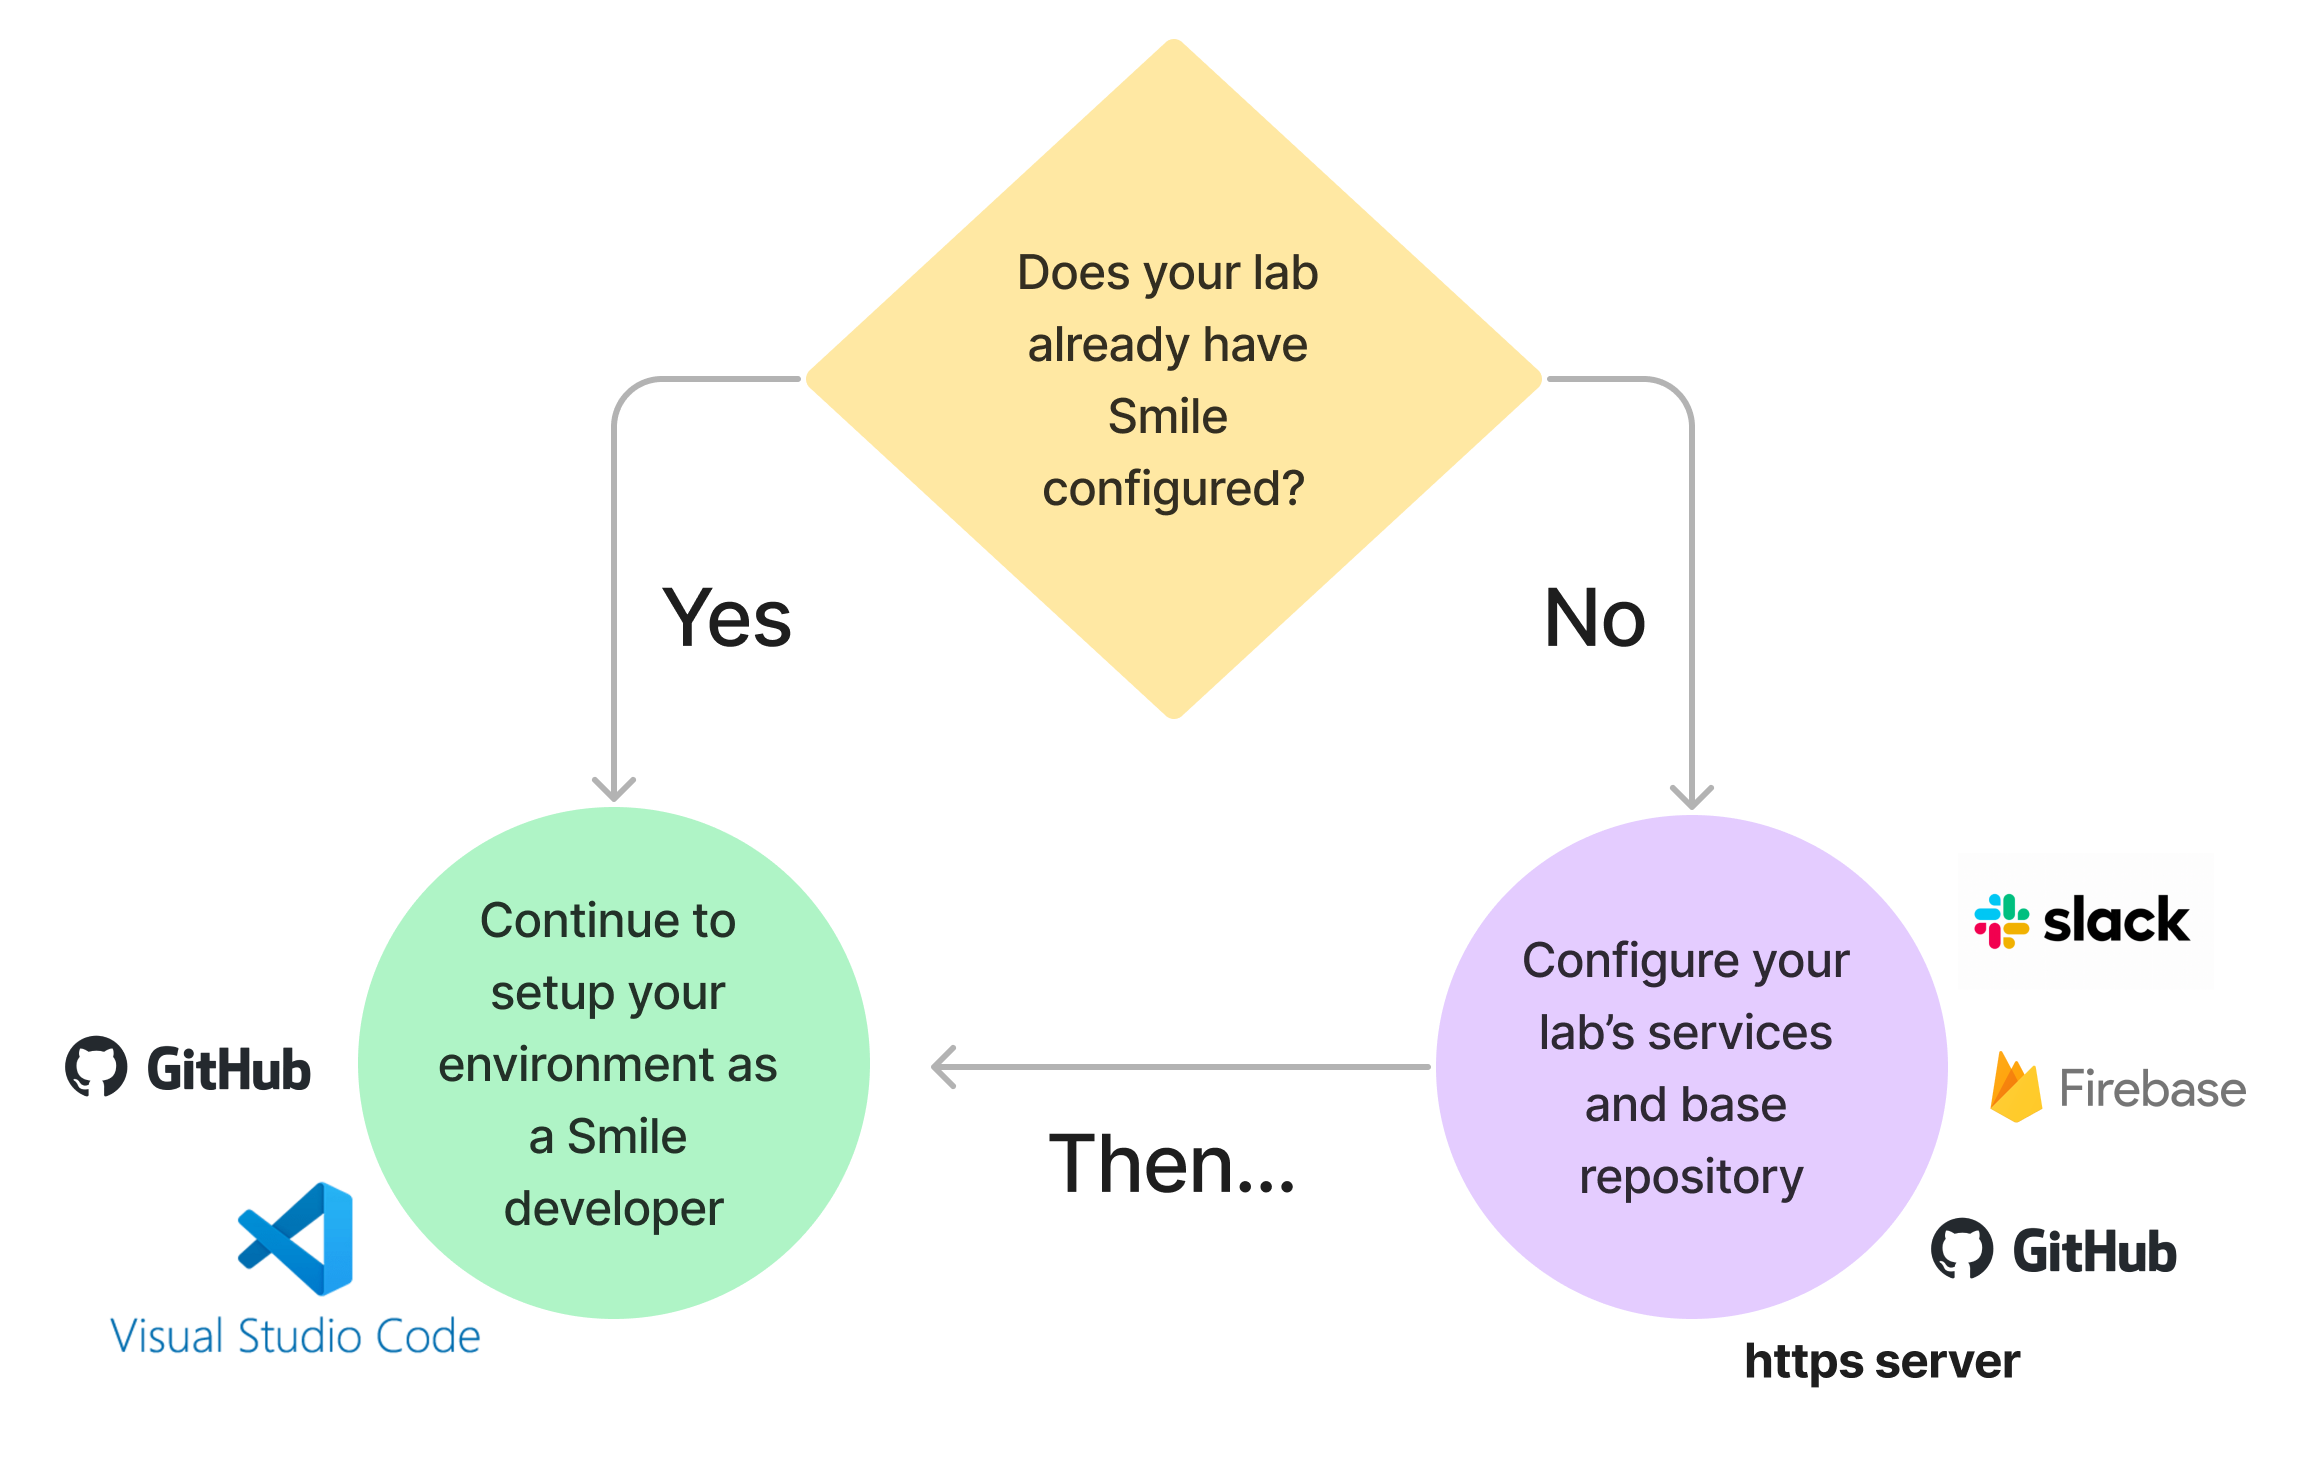 Does your lab
already have
Smile
configured?
Yes
No
Continue to
setup your
environment as
a Smile
developer
GitHub
Visual Studio Code
Then...
Configure your
lab’s services
and base
repository
slack
Firebase
GitHub
https server